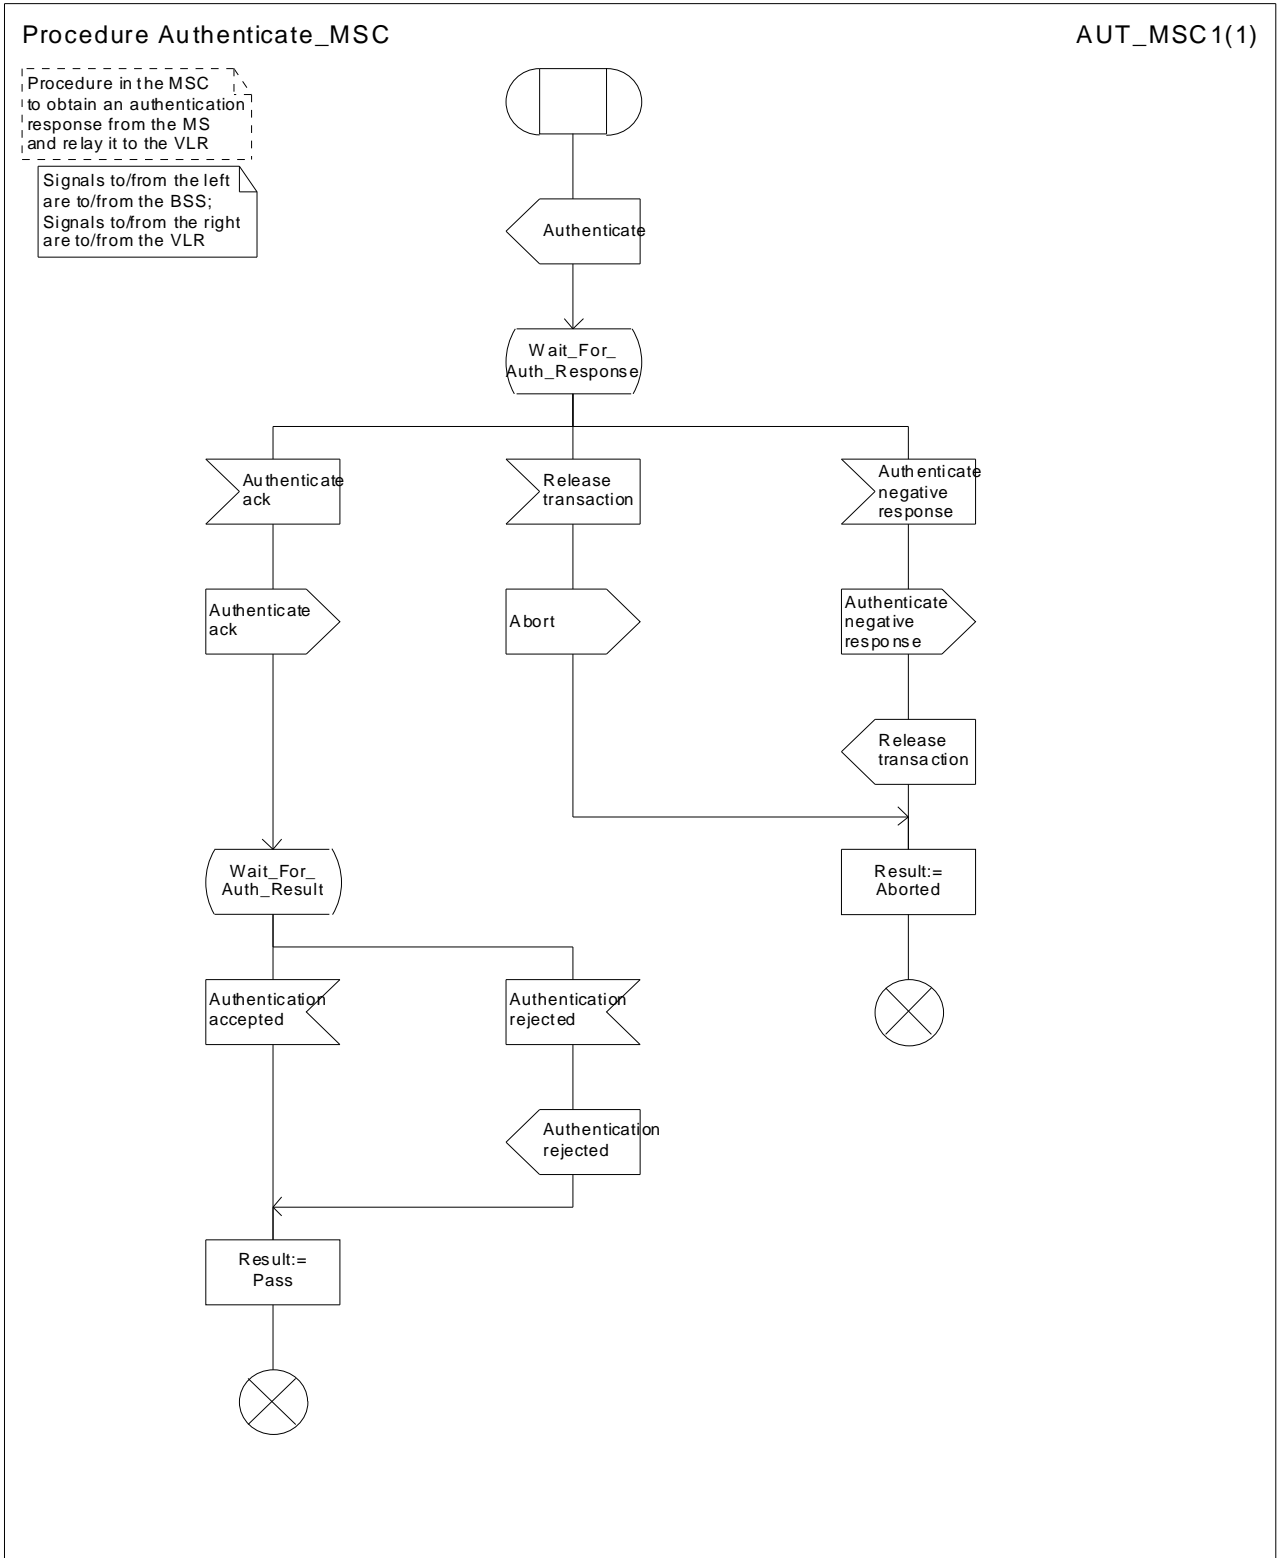 Procedure Authenticate_MSC
AUT_MSC1(1)
Procedure in the MSC
to obtain an authentication
response from the MS
and relay it to the VLR
Signals to/from the left
are to/from the BSS;
Signals to/from the right
are to/from the VLR
Authenticate
Wait_For_
Auth_Response
Authenticate
ack
Release
transaction
Authenticate
negative
response
Authenticate
ack
Abort
Authenticate
negative
response
Release
transaction
Wait_For_
Auth_Result
Result:=
Aborted
Authentication
accepted
Authentication
rejected
Authentication
rejected
Result:=
Pass